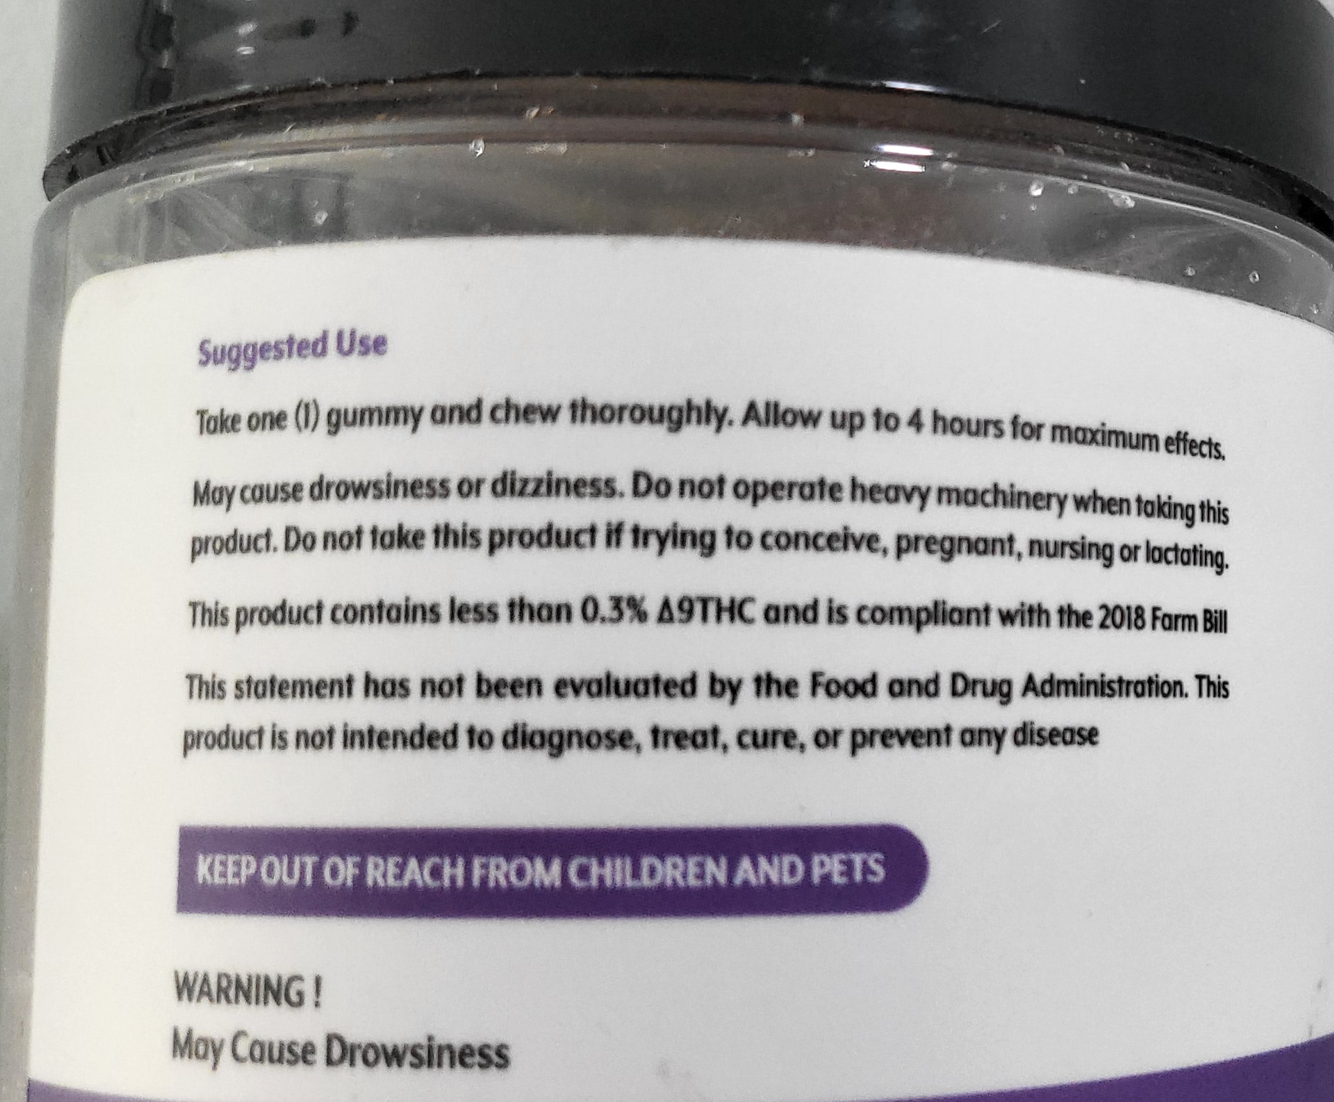 Suggested Use
Take one (1) gummy and chew thoroughly. Allow up to 4 hours for maximum effects.
May cause drowsiness or dizziness. Do not operate heavy machinery when taking this
product. Do not take this product if trying to conceive, pregnant, nursing or lactating.
This product contains less than 0.3% Δ9THC and is compliant with the 2018 Farm Bill
This statement has not been evaluated by the Food and Drug Administration. This
product is not intended to diagnose, treat, cure, or prevent any disease
KEEP OUT OF REACH FROM CHILDREN AND PETS
WARNING !
May Cause Drowsiness